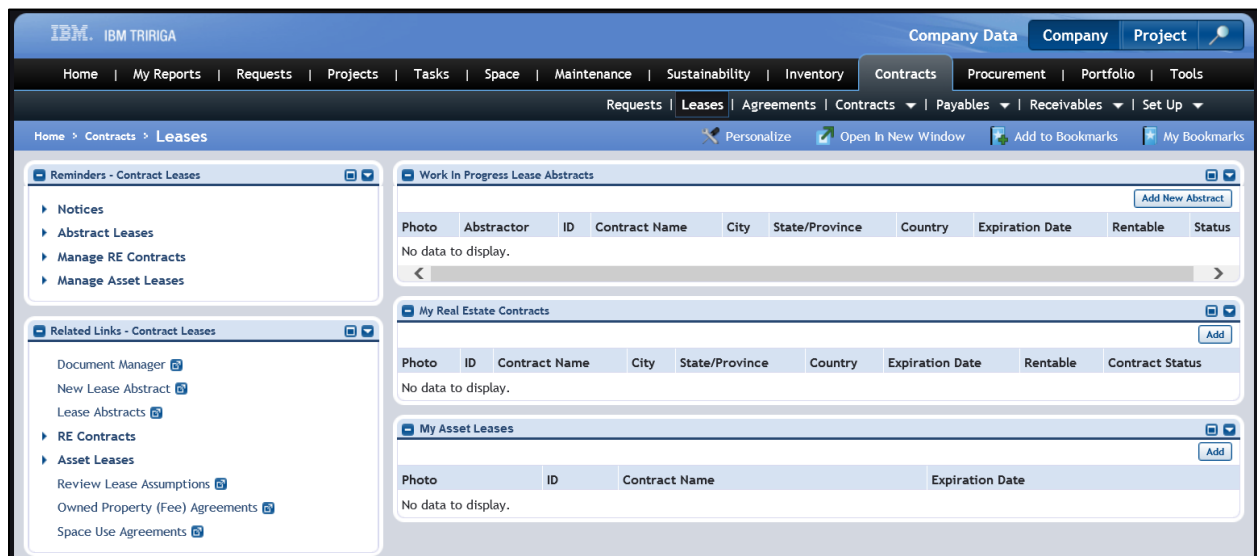 IBM. IBM TRIRIGA
Company Data Company Project
Home | My Reports | Requests | Projects | Tasks | Space | Maintenance | Sustainability | Inventory Contracts Procurement | Portfolio | Tools
Requests | Leases | Agreements | Contracts | Payables | Receivables | Set Up
Home > Contracts > Leases
Personalize Open In New Window Add to Bookmarks My Bookmarks
Reminders - Contract Leases
Notices
Abstract Leases
Manage RE Contracts
Manage Asset Leases
Related Links - Contract Leases
Document Manager
New Lease Abstract
Lease Abstracts
RE Contracts
Asset Leases
Review Lease Assumptions
Owned Property (Fee) Agreements
Space Use Agreements
Work In Progress Lease Abstracts
Add New Abstract
Photo Abstractor ID Contract Name City State/Province Country Expiration Date Rentable Status
No data to display.
My Real Estate Contracts
Add
Photo ID Contract Name City State/Province Country Expiration Date Rentable Contract Status
No data to display.
My Asset Leases
Add
Photo ID Contract Name Expiration Date
No data to display.